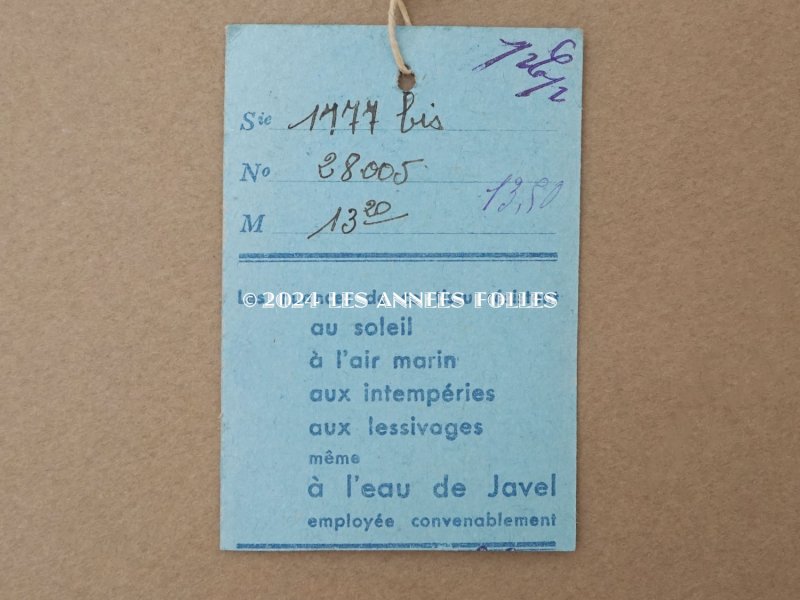 Sie 1777 bis
No 28005
M 13 20
13,50
©2024 LES ANNÉES FOLLES
au soleil
à l'air marin
aux intempéries
aux lessivages
même
à l'eau de Javel
employée convenablement